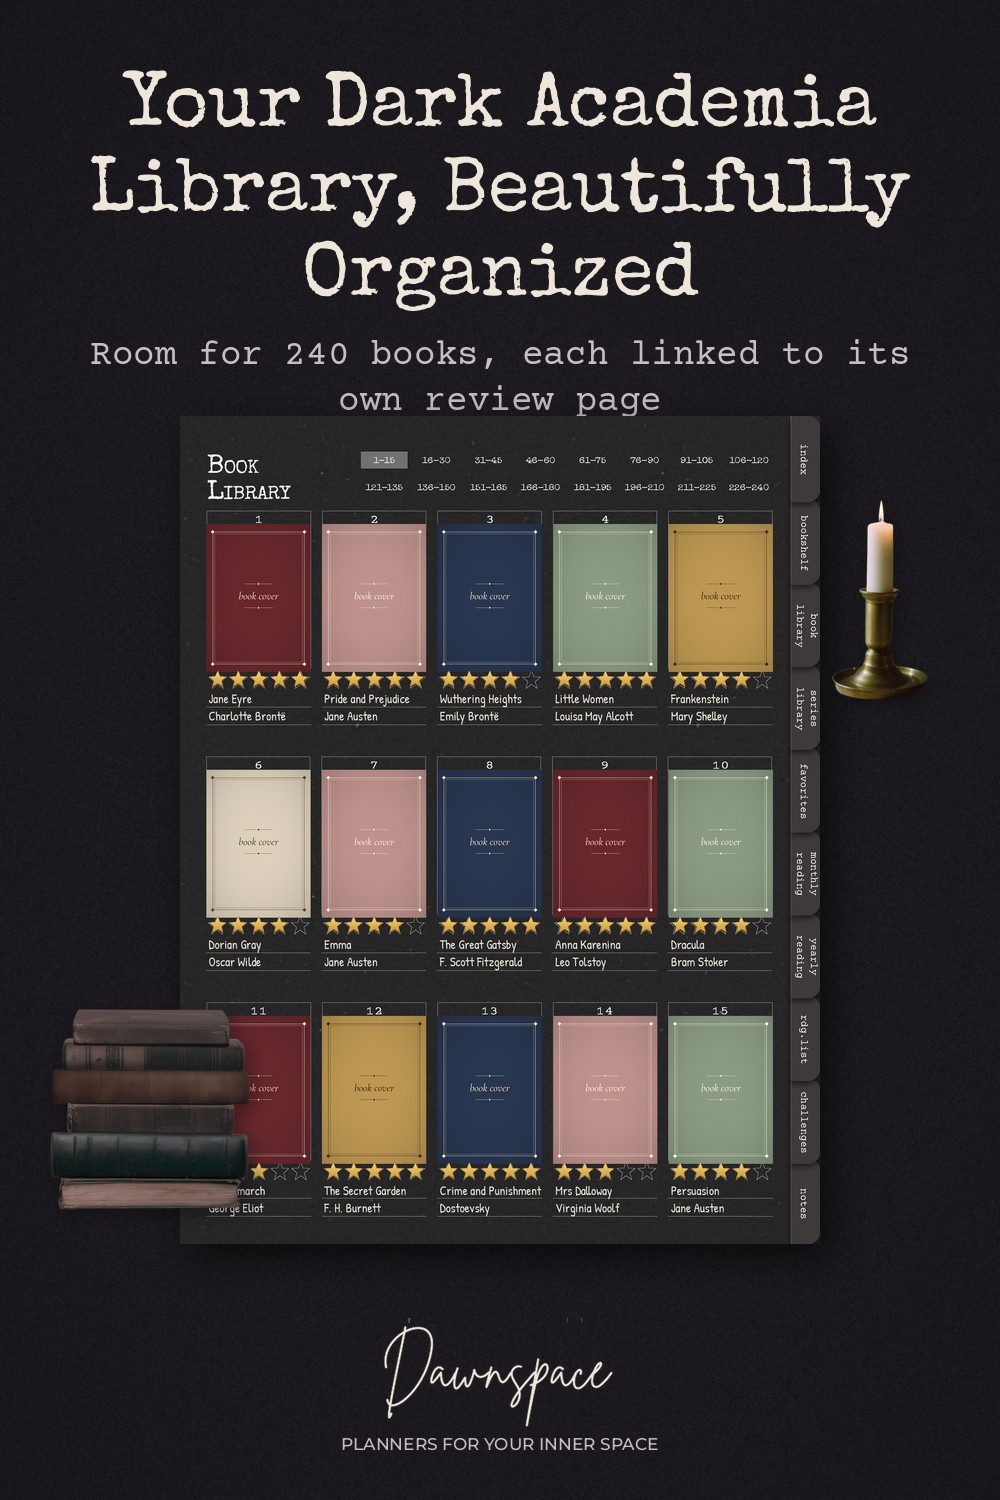 Your Dark Academia
Library, Beautifully
Organized
Room for 240 books, each linked to its
own review page
Book
Library
1-15 16-30 31-45 46-60 61-75 76-90 91-105 106-120
121-135 136-150 151-165 166-180 181-195 196-210 211-225 226-240
index
bookshelf
book
library
series
library
favorites
monthly
reading
yearly
reading
rdg.list
challenges
notes
1 2 3 4 5
book cover book cover book cover book cover book cover
Jane Eyre Pride and Prejudice Wuthering Heights Little Women Frankenstein
Charlotte Brontë Jane Austen Emily Brontë Louisa May Alcott Mary Shelley
6 7 8 9 10
book cover book cover book cover book cover book cover
Dorian Gray Emma The Great Gatsby Anna Karenina Dracula
Oscar Wilde Jane Austen F. Scott Fitzgerald Leo Tolstoy Bram Stoker
11 12 13 14 15
book cover book cover book cover book cover book cover
march The Secret Garden Crime and Punishment Mrs Dalloway Persuasion
George Eliot F. H. Burnett Dostoevsky Virginia Woolf Jane Austen
Dawnspace
PLANNERS FOR YOUR INNER SPACE